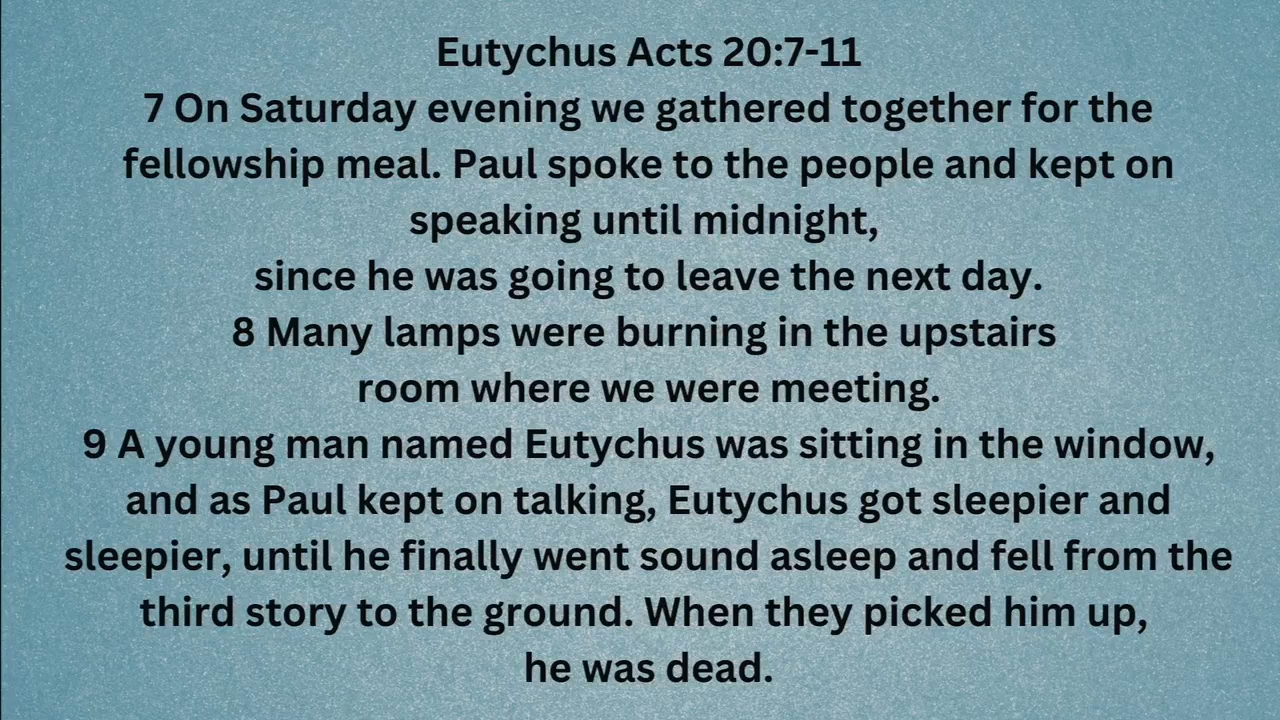 Eutychus Acts 20:7-11
7 On Saturday evening we gathered together for the
fellowship meal. Paul spoke to the people and kept on
speaking until midnight,
since he was going to leave the next day.
8 Many lamps were burning in the upstairs
room where we were meeting.
9 A young man named Eutychus was sitting in the window,
and as Paul kept on talking, Eutychus got sleepier and
sleepier, until he finally went sound asleep and fell from the
third story to the ground. When they picked him up,
he was dead.